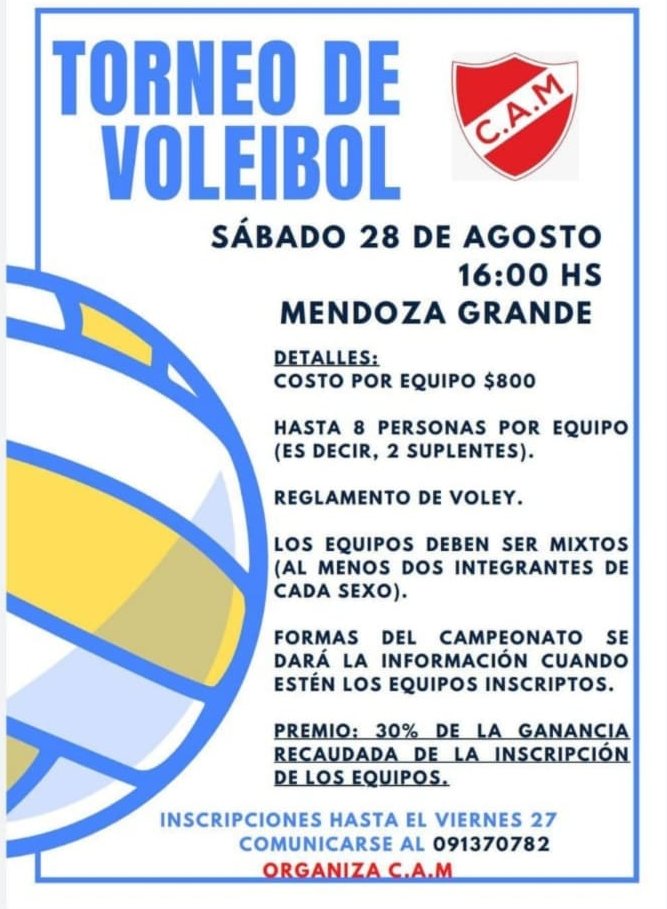 TORNEO DE
VOLEIBOL
C.A.M
SÁBADO 28 DE AGOSTO
16:00 HS
MENDOZA GRANDE
DETALLES:
COSTO POR EQUIPO $800
HASTA 8 PERSONAS POR EQUIPO
(ES DECIR, 2 SUPLENTES).
REGLAMENTO DE VOLEY.
LOS EQUIPOS DEBEN SER MIXTOS
(AL MENOS DOS INTEGRANTES DE
CADA SEXO).
FORMAS DEL CAMPEONATO SE
DARÁ LA INFORMACIÓN CUANDO
ESTÉN LOS EQUIPOS INSCRIPTOS.
PREMIO: 30% DE LA GANANCIA
RECAUDADA DE LA INSCRIPCIÓN
DE LOS EQUIPOS.
INSCRIPCIONES HASTA EL VIERNES 27
COMUNICARSE AL 091370782
ORGANIZA C.A.M